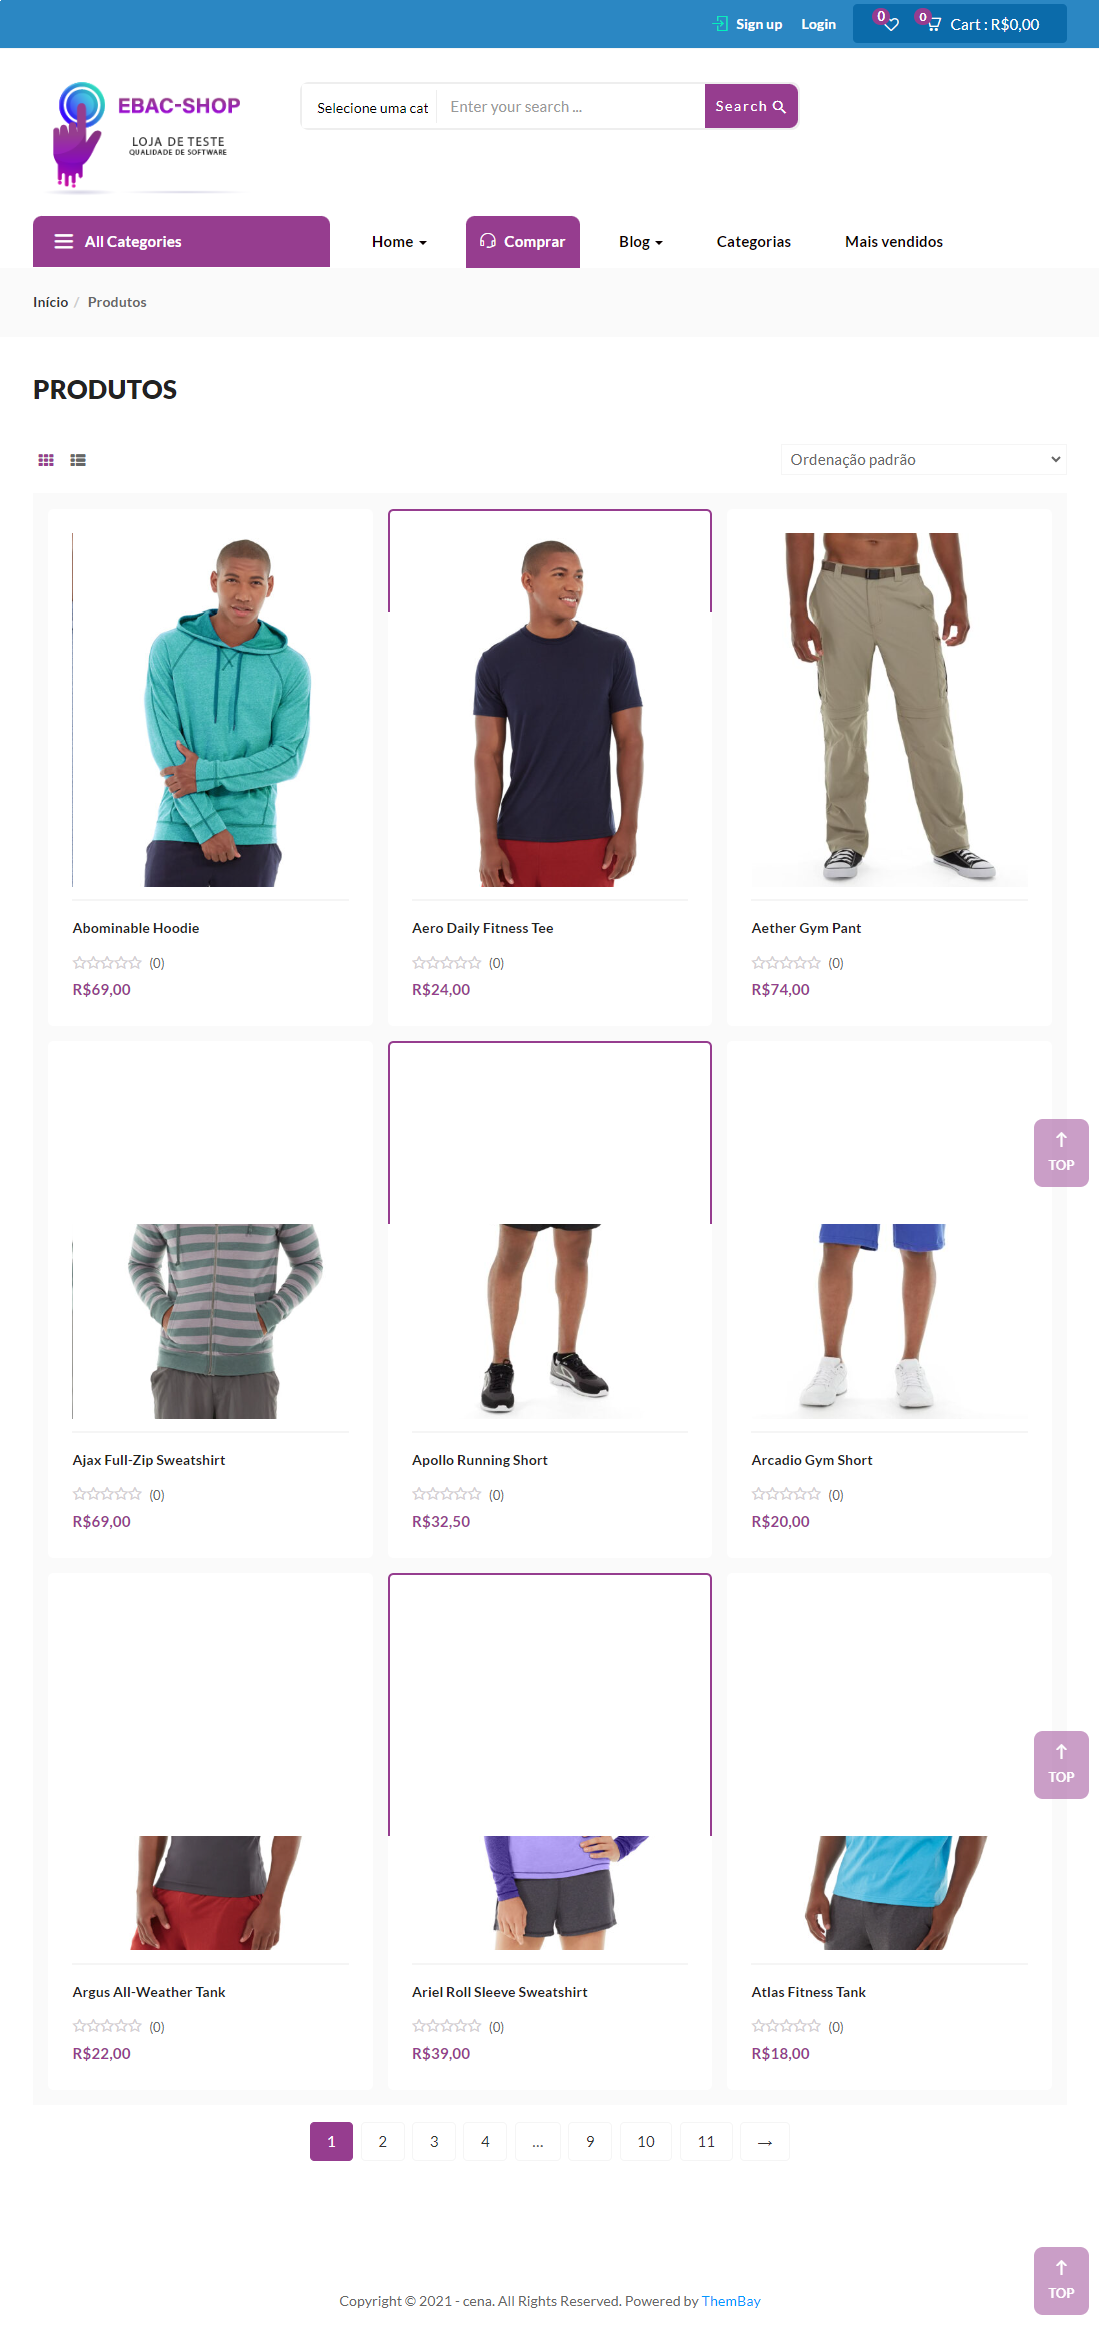 Sign up Login 0 0 Cart : R$0,00
EBAC-SHOP
LOJA DE TESTE
QUALIDADE DE SOFTWARE
Selecione uma cat Enter your search ... Search
All Categories Home Comprar Blog Categorias Mais vendidos
Início / Produtos
PRODUTOS
Ordenação padrão
Abominable Hoodie Aero Daily Fitness Tee Aether Gym Pant
(0) (0) (0)
R$69,00 R$24,00 R$74,00
TOP
Ajax Full-Zip Sweatshirt Apollo Running Short Arcadio Gym Short
(0) (0) (0)
R$69,00 R$32,50 R$20,00
TOP
Argus All-Weather Tank Ariel Roll Sleeve Sweatshirt Atlas Fitness Tank
(0) (0) (0)
R$22,00 R$39,00 R$18,00
1 2 3 4 ... 9 10 11 →
TOP
Copyright © 2021 - cena. All Rights Reserved. Powered by ThemBay